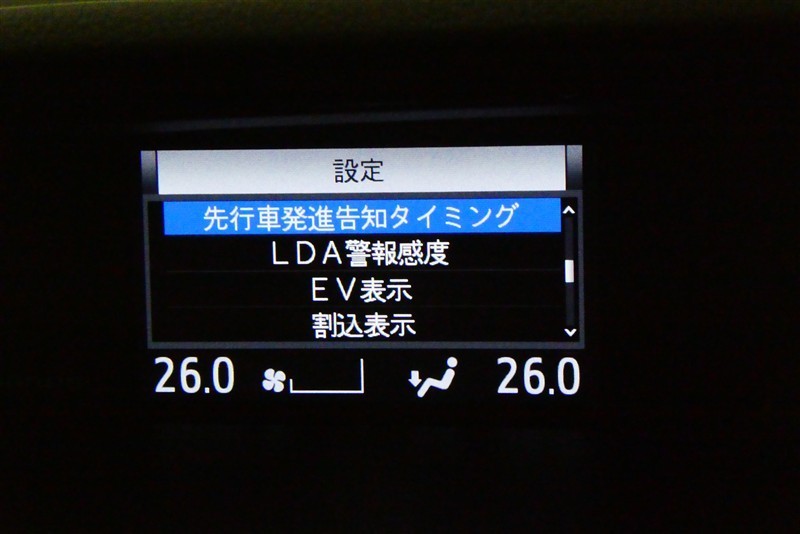 設定
先行車発進告知タイミング
ＬＤＡ警報感度
ＥＶ表示
割込表示
26.0 26.0